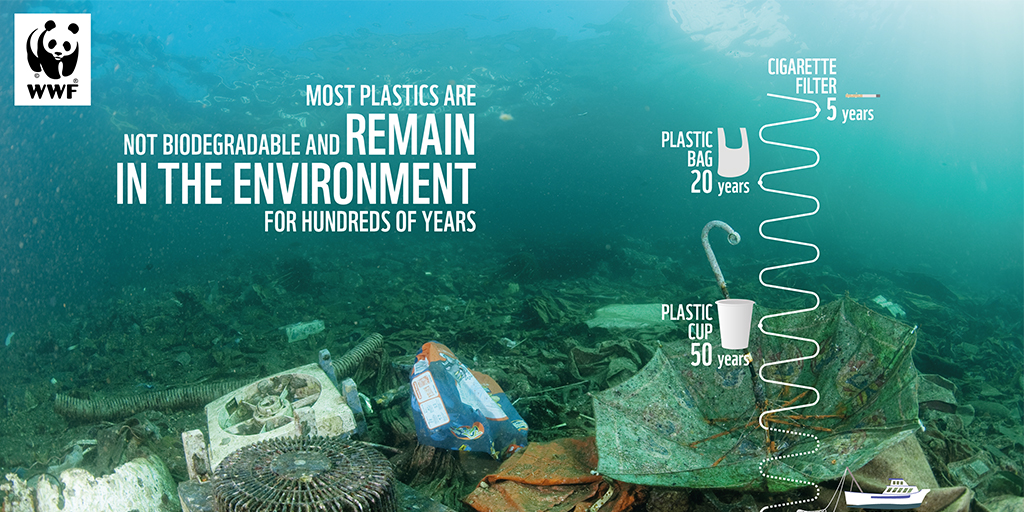 WWF
MOST PLASTICS ARE
NOT BIODEGRADABLE AND REMAIN
IN THE ENVIRONMENT
FOR HUNDREDS OF YEARS
CIGARETTE
FILTER
5 years
PLASTIC
BAG
20 years
PLASTIC
CUP
50 years